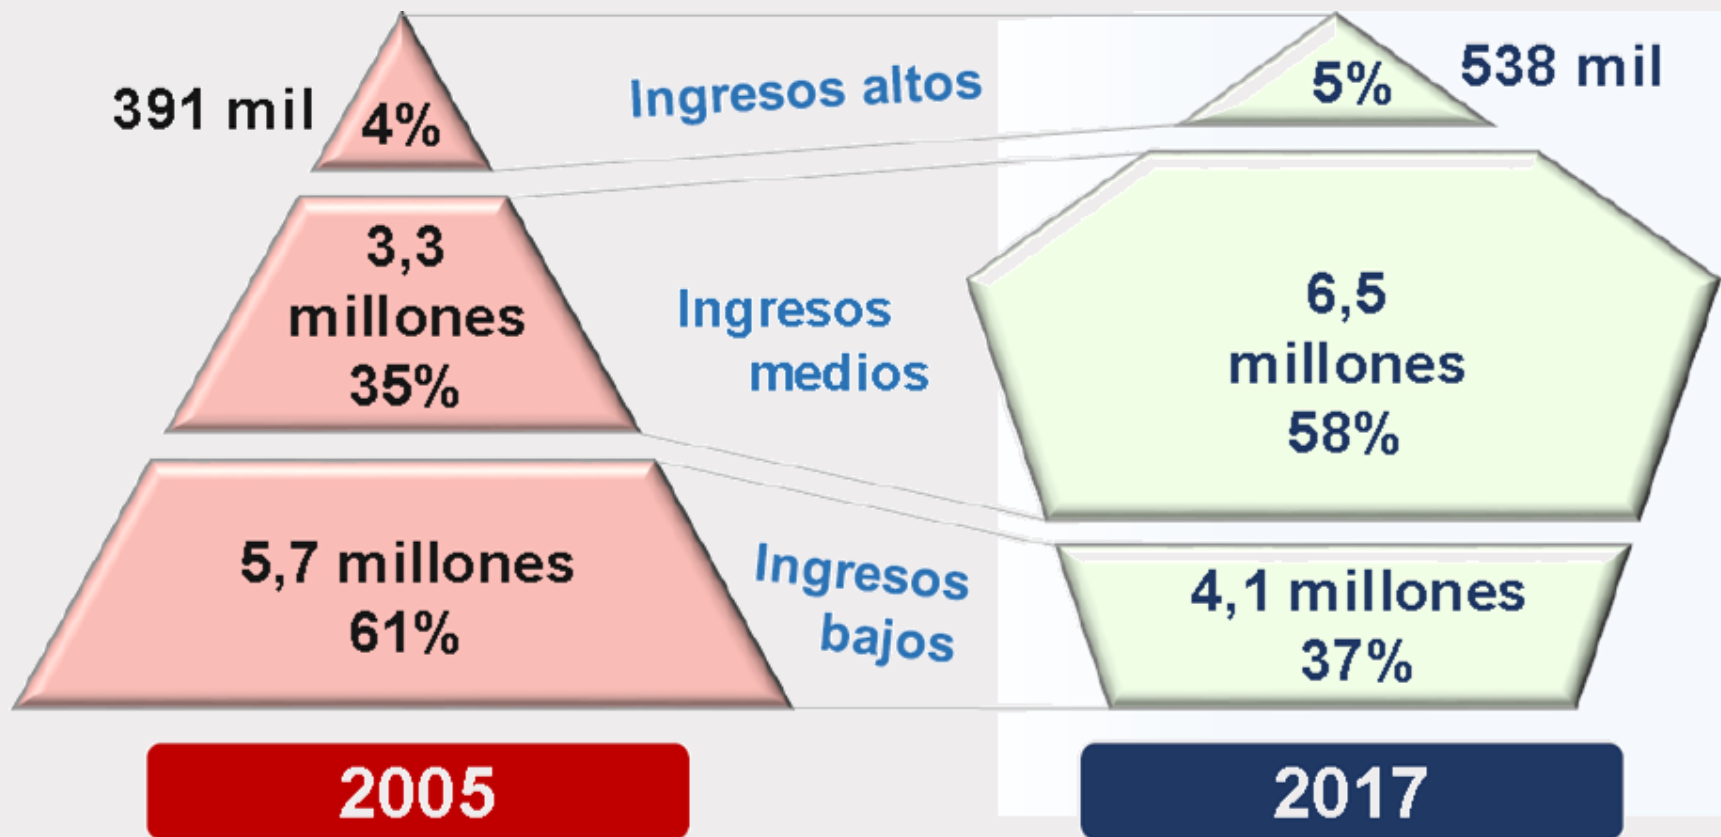 391 mil
4%
Ingresos altos
5%
538 mil
3,3
millones
35%
Ingresos
medios
6,5
millones
58%
5,7 millones
61%
Ingresos
bajos
4,1 millones
37%
2005
2017